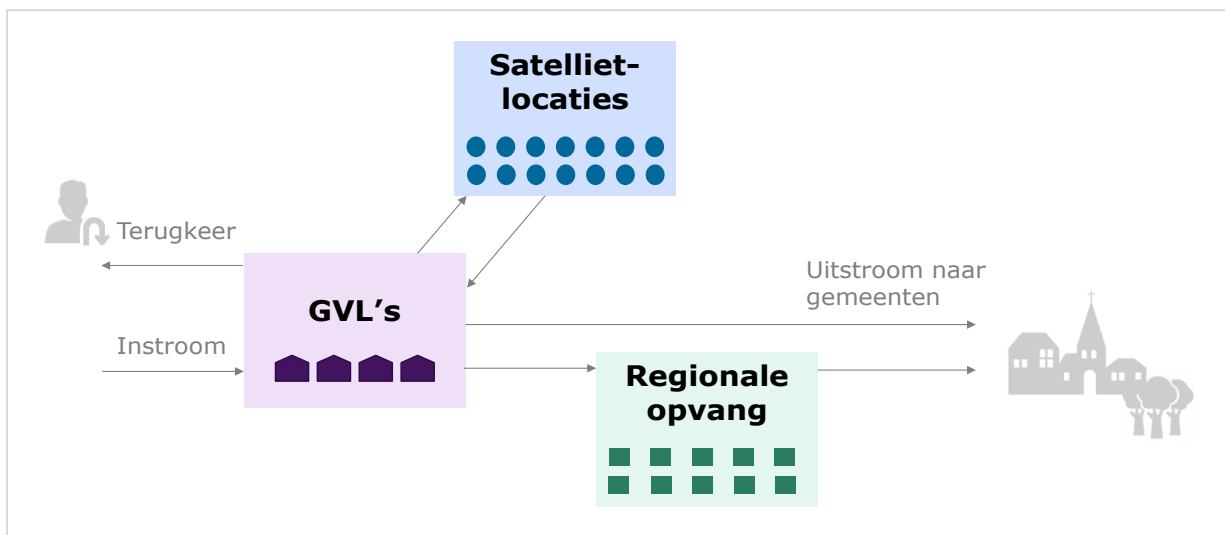 Satelliet-
locaties
Terugkeer
GVL’s
Instroom
Uitstroom naar
gemeenten
Regionale
opvang